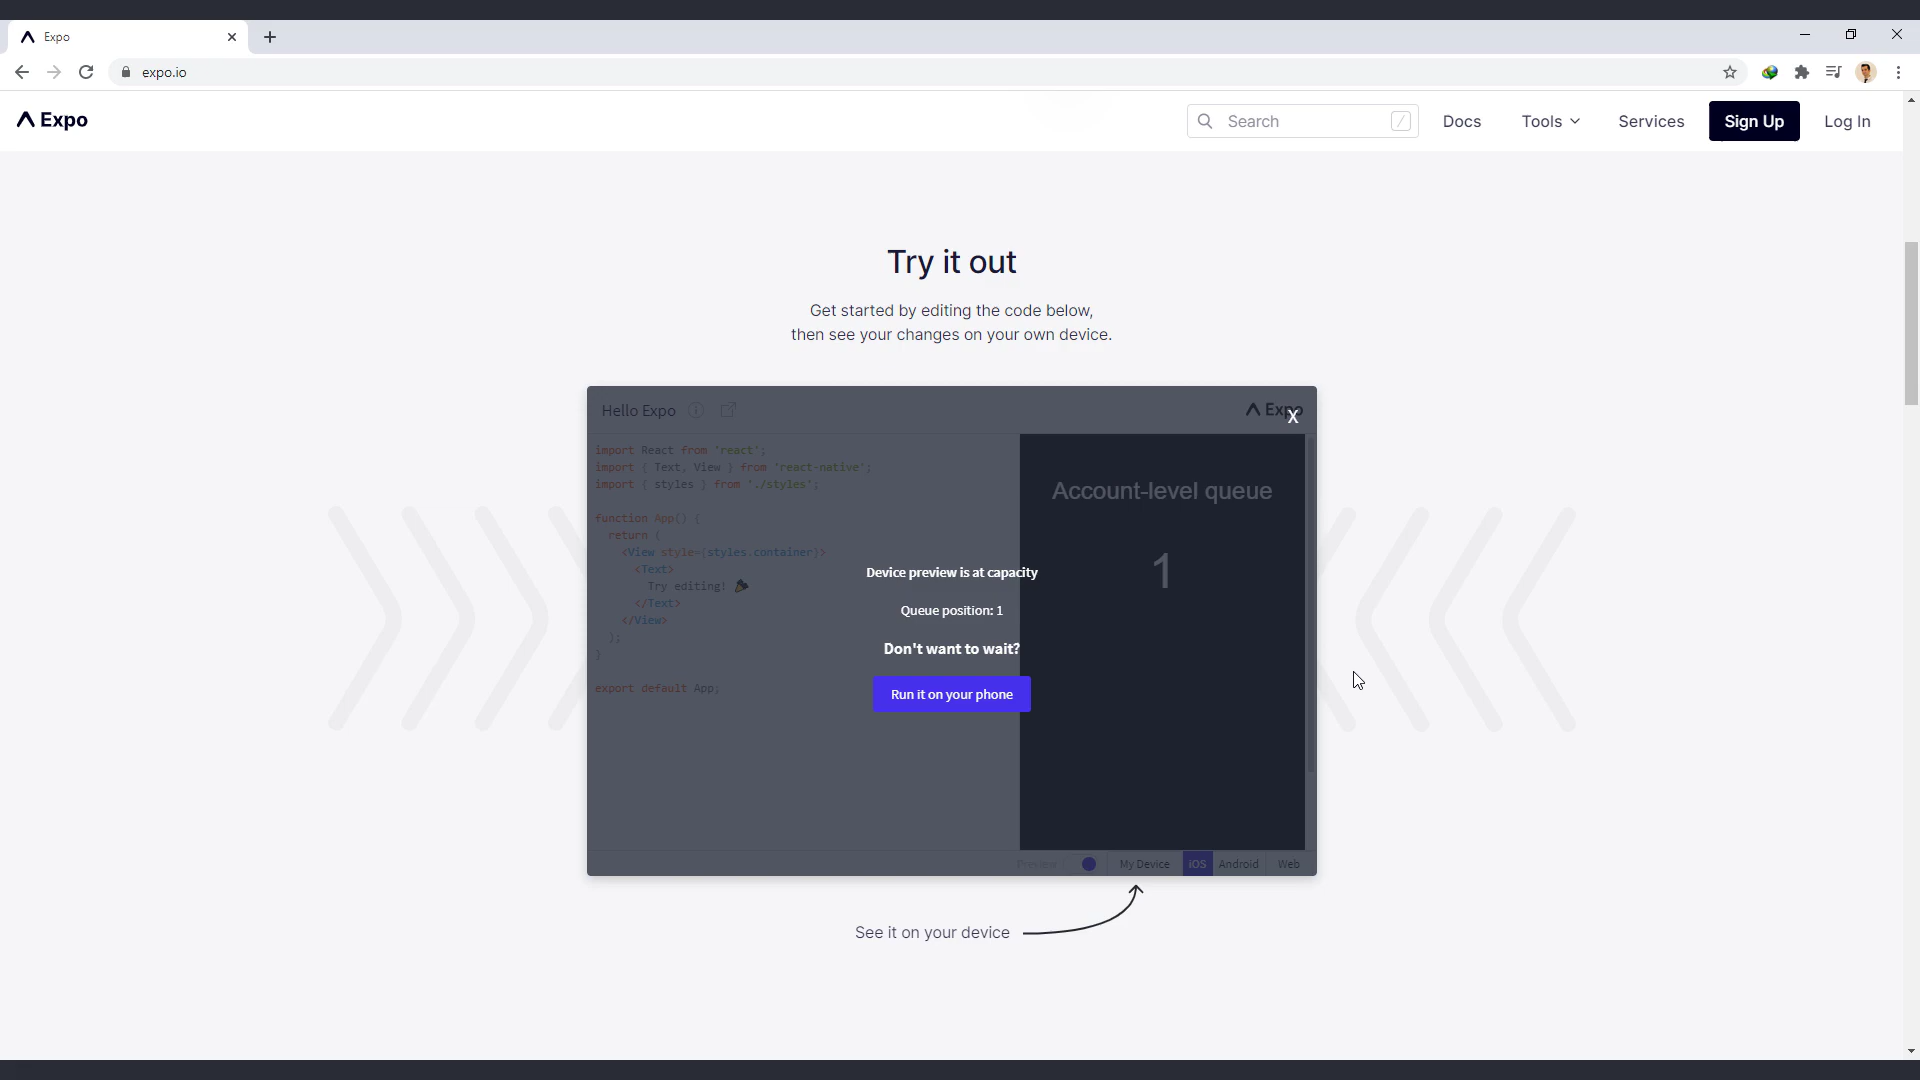 Expo
expo.io
Expo
Search
/
Docs
Tools
Services
Sign Up
Log In
Try it out
Get started by editing the code below,
then see your changes on your own device.
Hello Expo
Expo
X
import React from 'react';
import { Text, View } from 'react-native';
import { styles } from './styles';
function App() {
return (
<View style={styles.container}>
<Text>
Try editing! 🎉
</Text>
</View>
);
}
export default App;
Account-level queue
1
Device preview is at capacity
Queue position: 1
Don't want to wait?
Run it on your phone
Preview
My Device
iOS
Android
Web
See it on your device